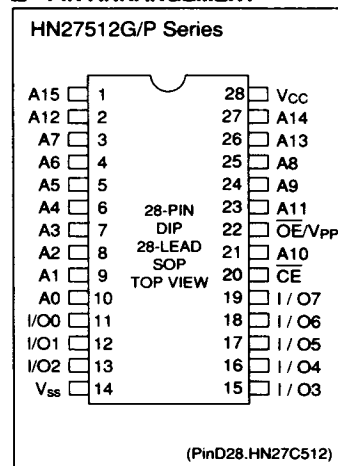 HN27512G/P Series
A15 1 28 Vcc
A12 2 27 A14
A7 3 26 A13
A6 4 25 A8
A5 5 24 A9
A4 6 28-PIN 23 A11
A3 7 DIP 22 OE/VPP
A2 8 28-LEAD 21 A10
A1 9 SOP 20 CE
A0 10 TOP VIEW 19 I / O7
I/O0 11 18 I / O6
I/O1 12 17 I / O5
I/O2 13 16 I / O4
Vss 14 15 I / O3
(PinD28.HN27C512)